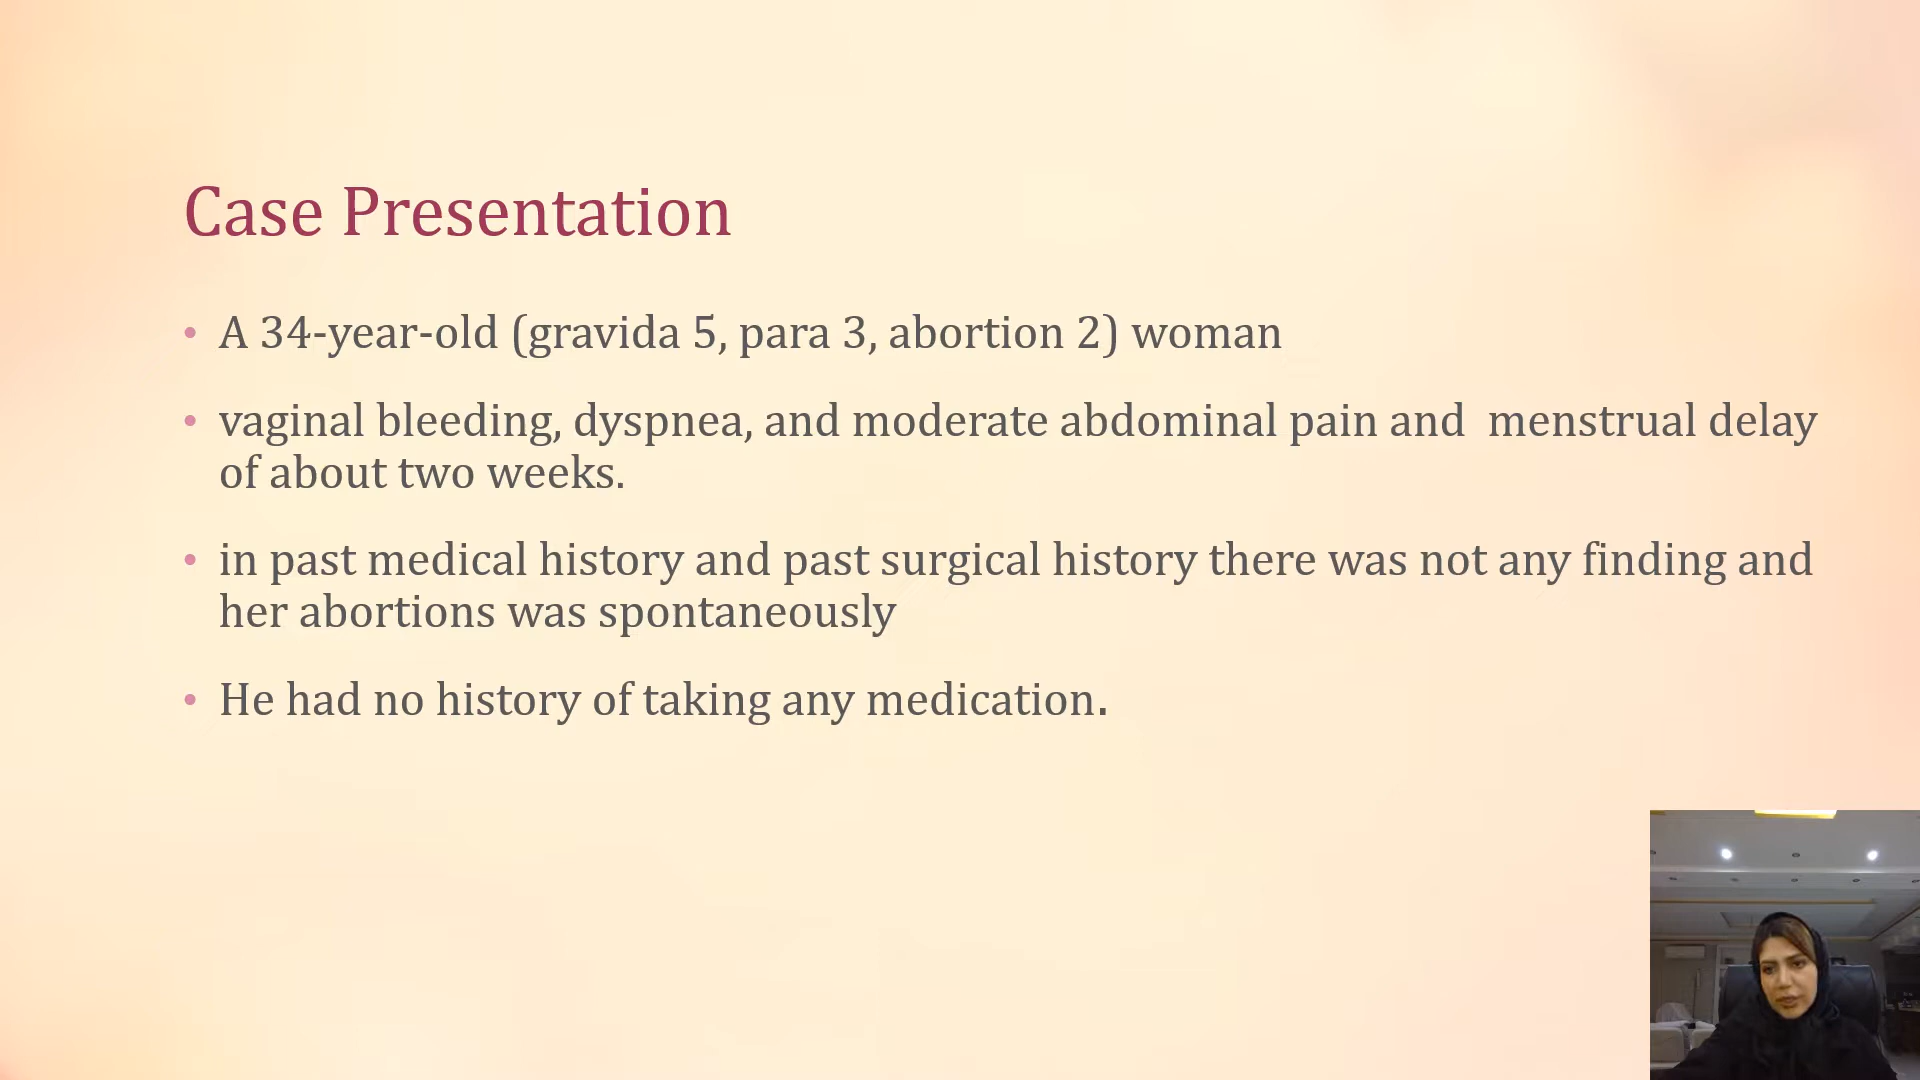 Case Presentation
• A 34-year-old (gravida 5, para 3, abortion 2) woman
• vaginal bleeding, dyspnea, and moderate abdominal pain and  menstrual delay
of about two weeks.
• in past medical history and past surgical history there was not any finding and
her abortions was spontaneously
• He had no history of taking any medication.